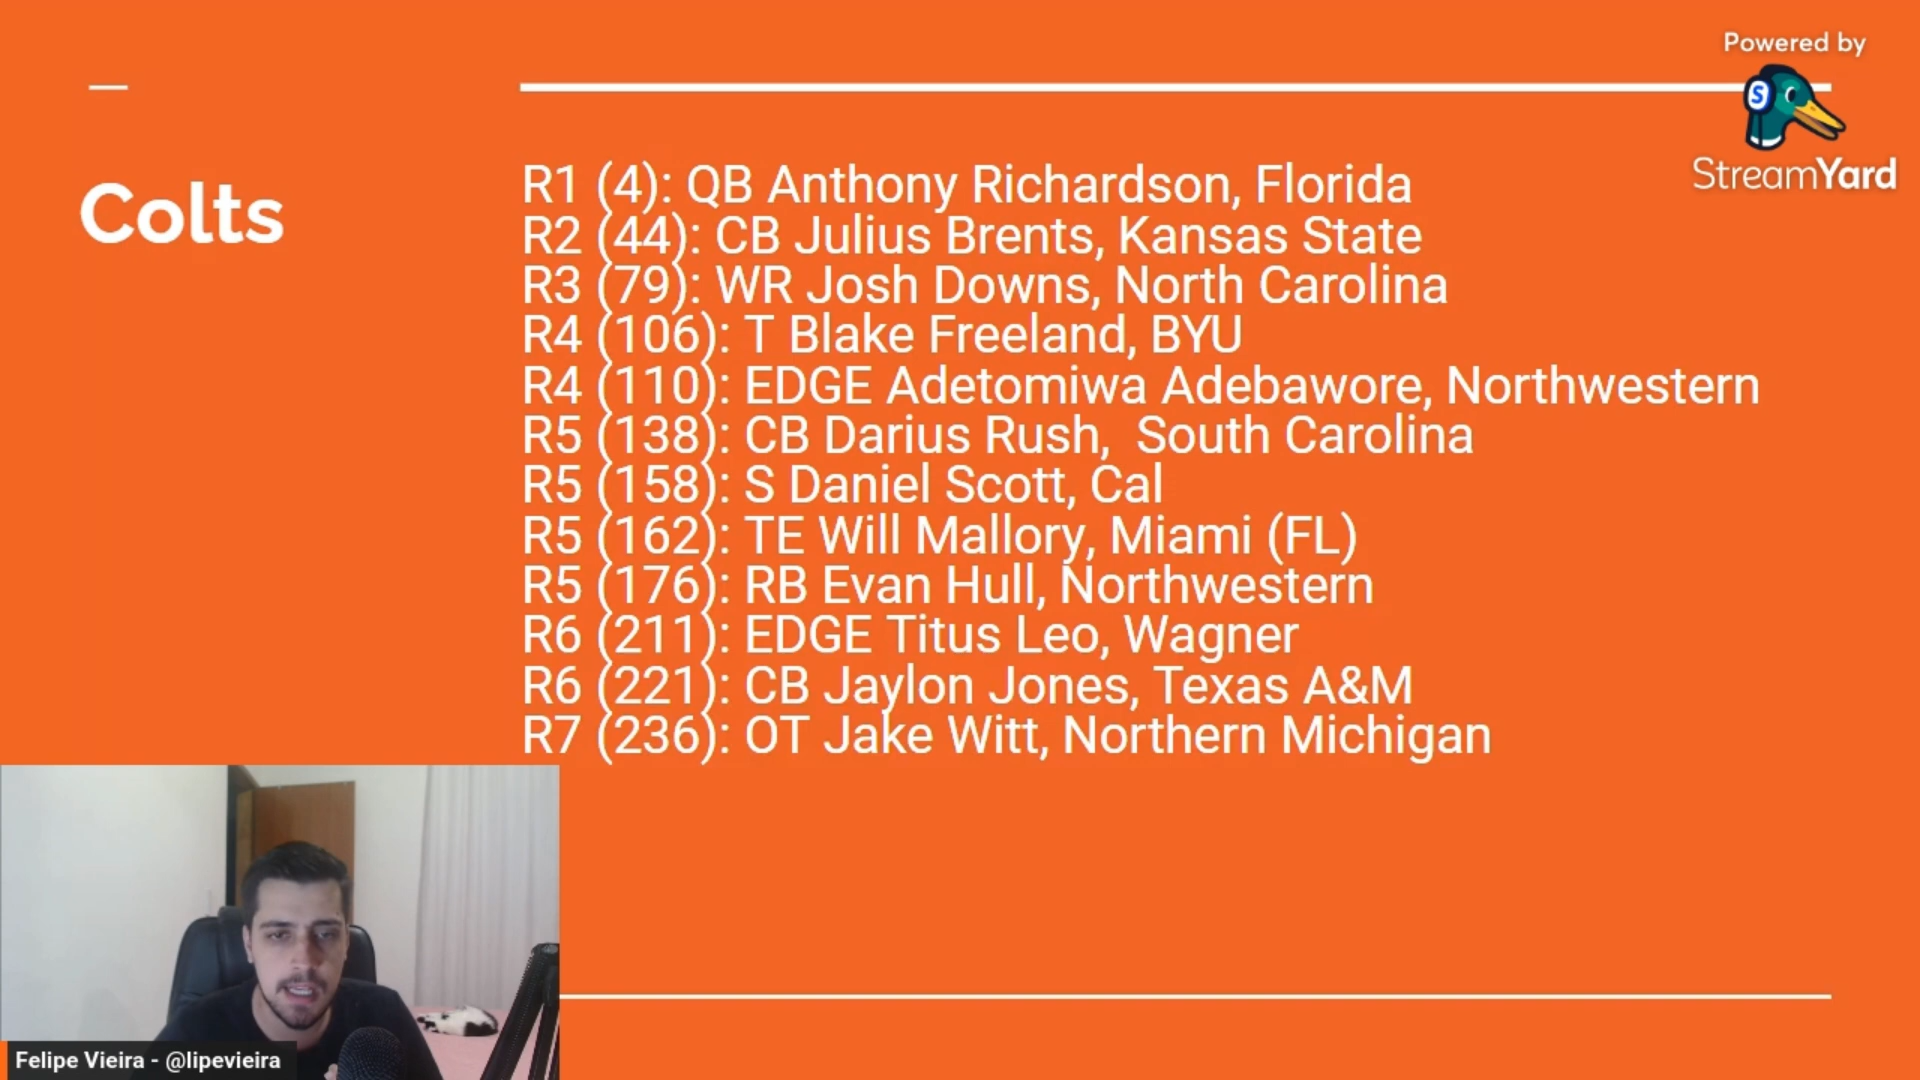 Powered by
StreamYard
Colts
R1 (4): QB Anthony Richardson, Florida
R2 (44): CB Julius Brents, Kansas State
R3 (79): WR Josh Downs, North Carolina
R4 (106): T Blake Freeland, BYU
R4 (110): EDGE Adetomiwa Adebawore, Northwestern
R5 (138): CB Darius Rush,  South Carolina
R5 (158): S Daniel Scott, Cal
R5 (162): TE Will Mallory, Miami (FL)
R5 (176): RB Evan Hull, Northwestern
R6 (211): EDGE Titus Leo, Wagner
R6 (221): CB Jaylon Jones, Texas A&M
R7 (236): OT Jake Witt, Northern Michigan
Felipe Vieira - @lipevieira